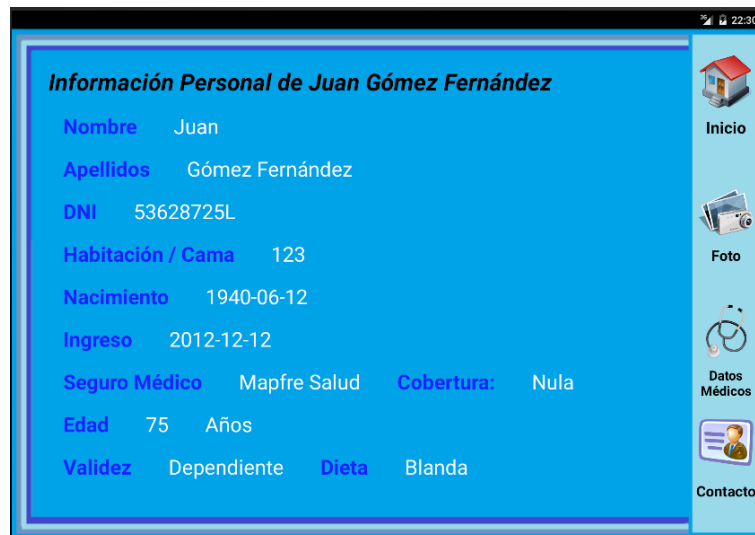 3G 22:30
Información Personal de Juan Gómez Fernández
Nombre Juan
Apellidos Gómez Fernández
DNI 53628725L
Habitación / Cama 123
Nacimiento 1940-06-12
Ingreso 2012-12-12
Seguro Médico Mapfre Salud Cobertura: Nula
Edad 75 Años
Validez Dependiente Dieta Blanda
Inicio
Foto
Datos
Médicos
Contacto